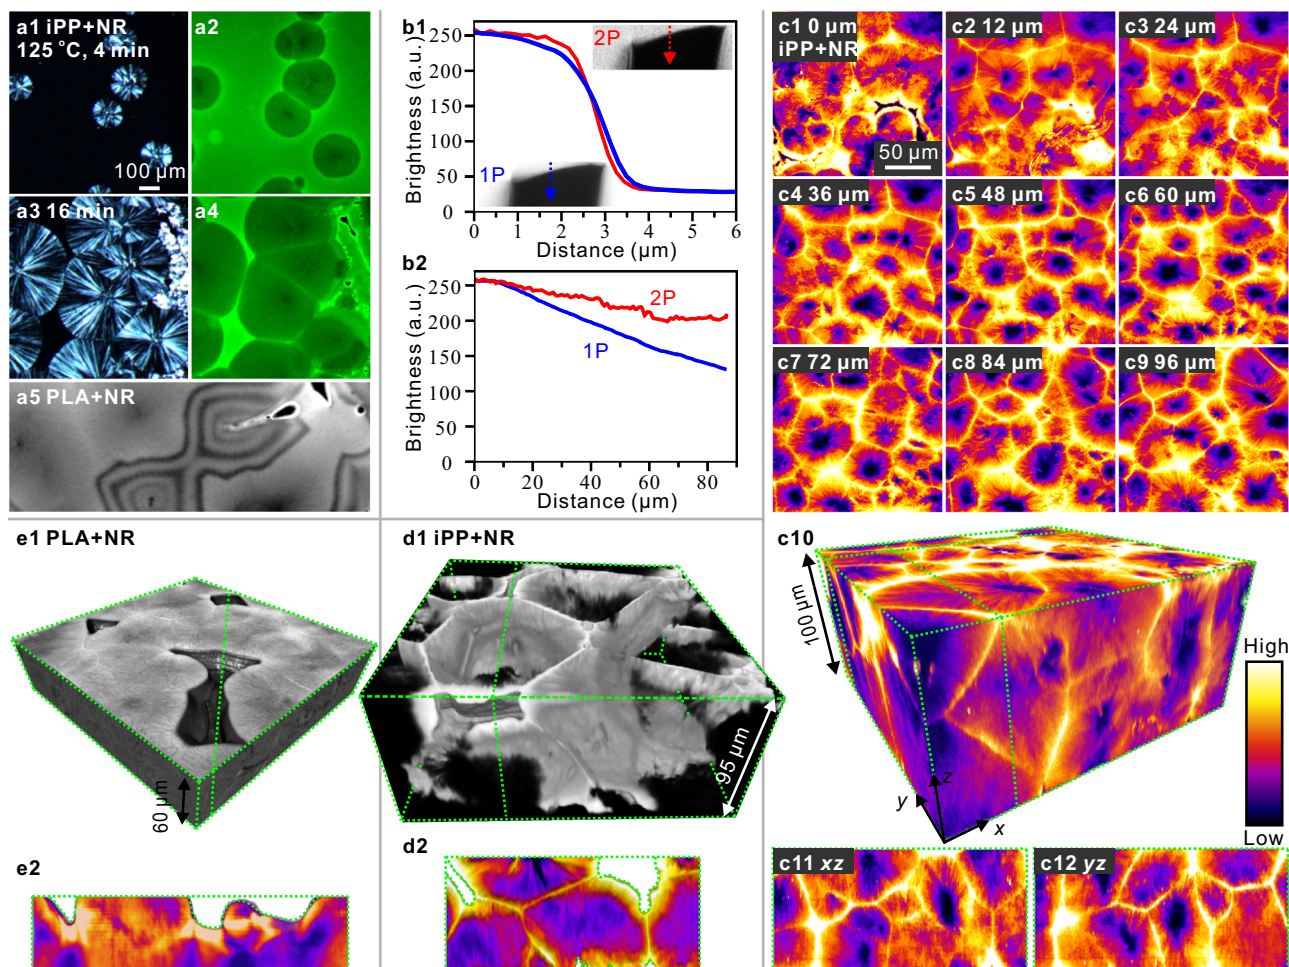 a1 iPP+NR
125 ˚C, 4 min
100 µm
a2
a3 16 min
a4
a5 PLA+NR
b1
Brightness (a.u.)
250
200
150
100
50
0
0 1 2 3 4 5 6
Distance (µm)
2P
1P
b2
Brightness (a.u.)
250
200
150
100
50
0
0 20 40 60 80
Distance (µm)
2P
1P
c1 0 µm
iPP+NR
50 µm
c2 12 µm
c3 24 µm
c4 36 µm
c5 48 µm
c6 60 µm
c7 72 µm
c8 84 µm
c9 96 µm
e1 PLA+NR
60 µm
e2
d1 iPP+NR
95 µm
d2
c10
100 µm
z
y
x
High
Low
c11 xz
c12 yz